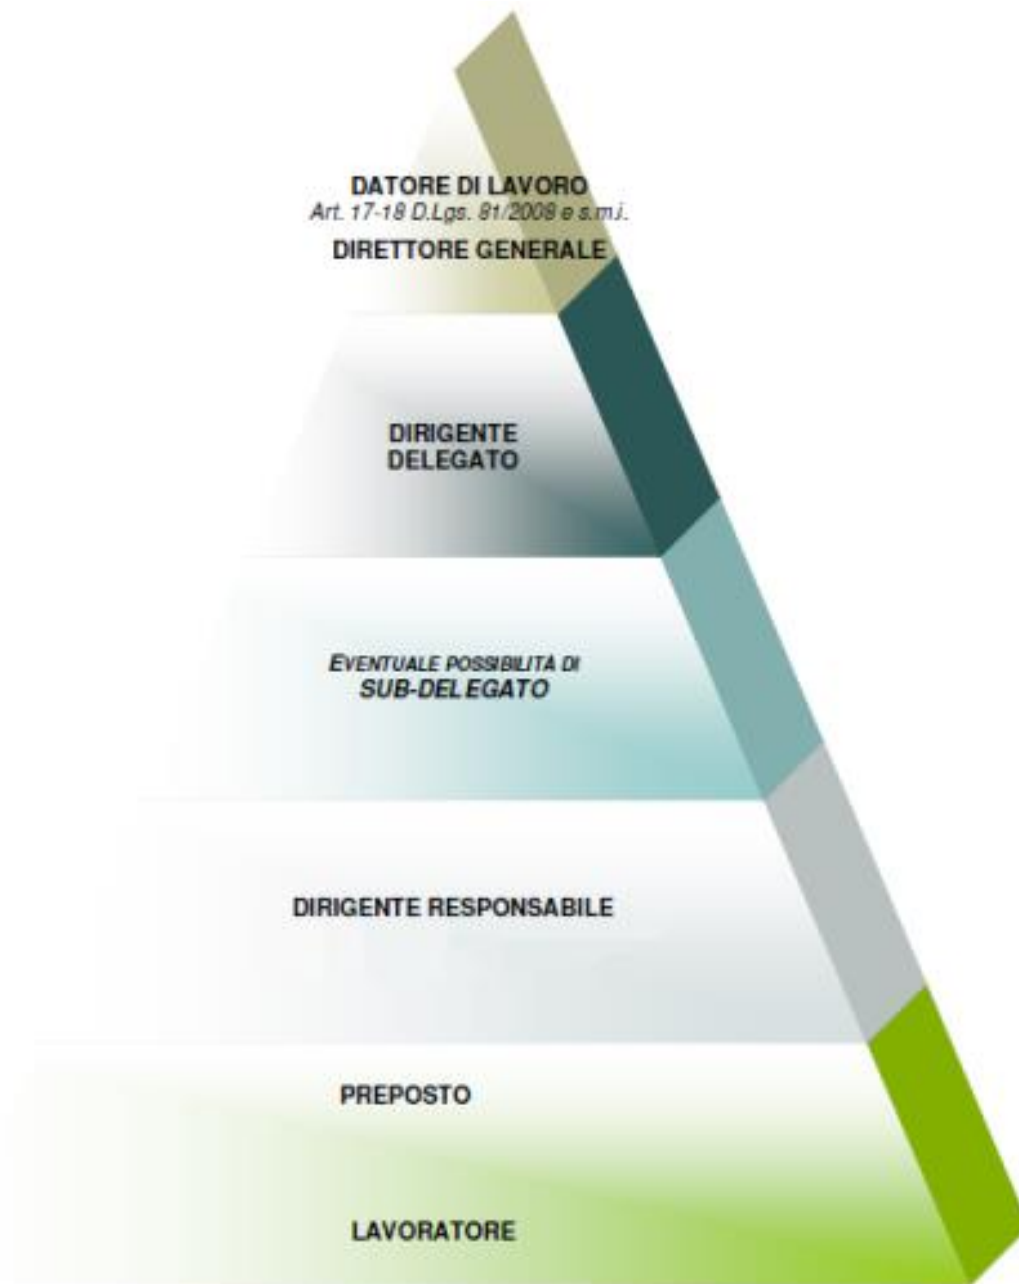 DATORE DI LAVORO
Art. 17-18 D.Lgs. 81/2008 e s.m.i.
DIRETTORE GENERALE
DIRIGENTE
DELEGATO
EVENTUALE POSSIBILITÀ DI
SUB-DELEGATO
DIRIGENTE RESPONSABILE
PREPOSTO
LAVORATORE